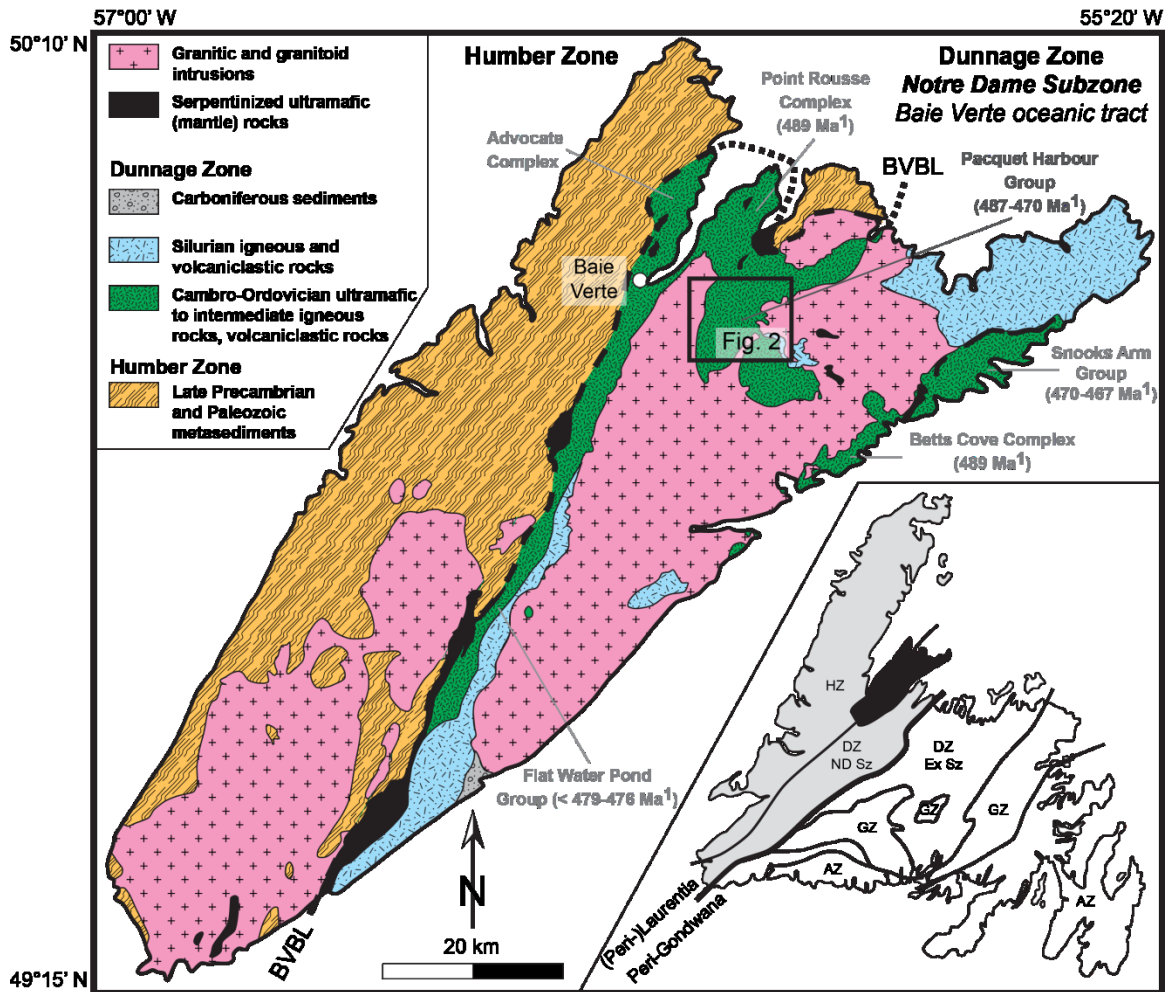 57°00' W
55°20' W
50°10' N
49°15' N
Granitic and granitoid
intrusions
Serpentinized ultramafic
(mantle) rocks
Dunnage Zone
Carboniferous sediments
Silurian igneous and
volcaniclastic rocks
Cambro-Ordovician ultramafic
to intermediate igneous
rocks, volcaniclastic rocks
Humber Zone
Late Precambrian
and Paleozoic
metasediments
Humber Zone
Dunnage Zone
Notre Dame Subzone
Baie Verte oceanic tract
Point Rousse
Complex
(489 Ma¹)
Advocate
Complex
Pacquet Harbour
Group
(487-470 Ma¹)
BVBL
Baie
Verte
Fig. 2
Snooks Arm
Group
(470-467 Ma¹)
Betts Cove Complex
(489 Ma¹)
Flat Water Pond
Group (< 479-476 Ma¹)
BVBL
N
20 km
HZ
DZ
ND Sz
DZ
Ex Sz
GZ
GZ
GZ
AZ
AZ
(Peri-)Laurentia
Peri-Gondwana